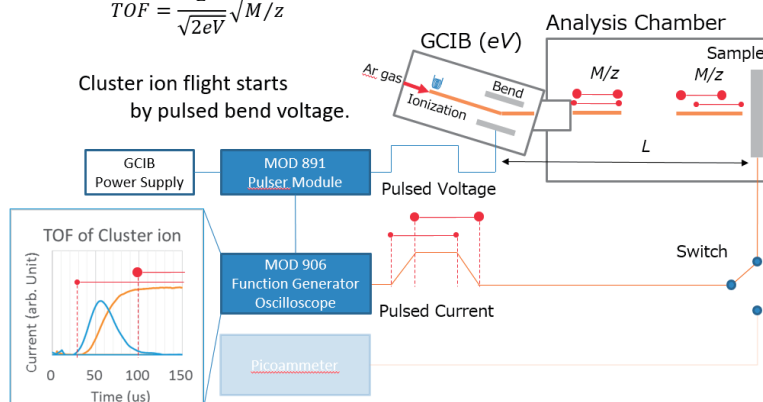 TOF = 
√2eV √M/z
Analysis Chamber
GCIB (eV)
Sample
Ar gas
Bend
M/z
M/z
Ionization
Cluster ion flight starts
by pulsed bend voltage.
L
GCIB
Power Supply
MOD 891
Pulser Module
Pulsed Voltage
TOF of Cluster ion
Current (arb. Unit)
0
50
100
150
Time (us)
MOD 906
Function Generator
Oscilloscope
Pulsed Current
Switch
Picoammeter